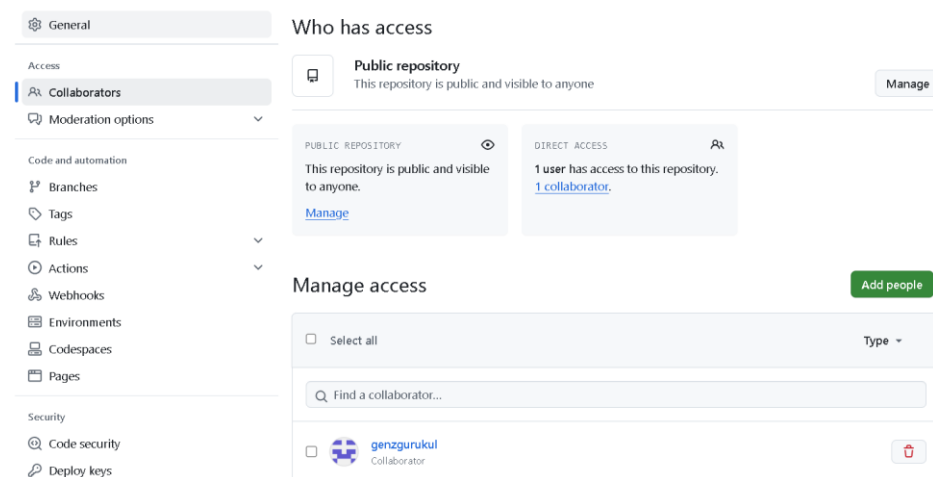 General
Access
Collaborators
Moderation options
Code and automation
Branches
Tags
Rules
Actions
Webhooks
Environments
Codespaces
Pages
Security
Code security
Deploy keys
Who has access
Public repository
This repository is public and visible to anyone
Manage
PUBLIC REPOSITORY
This repository is public and visible
to anyone.
Manage
DIRECT ACCESS
1 user has access to this repository.
1 collaborator.
Manage access
Add people
Select all
Type
Find a collaborator...
genzgurukul
Collaborator